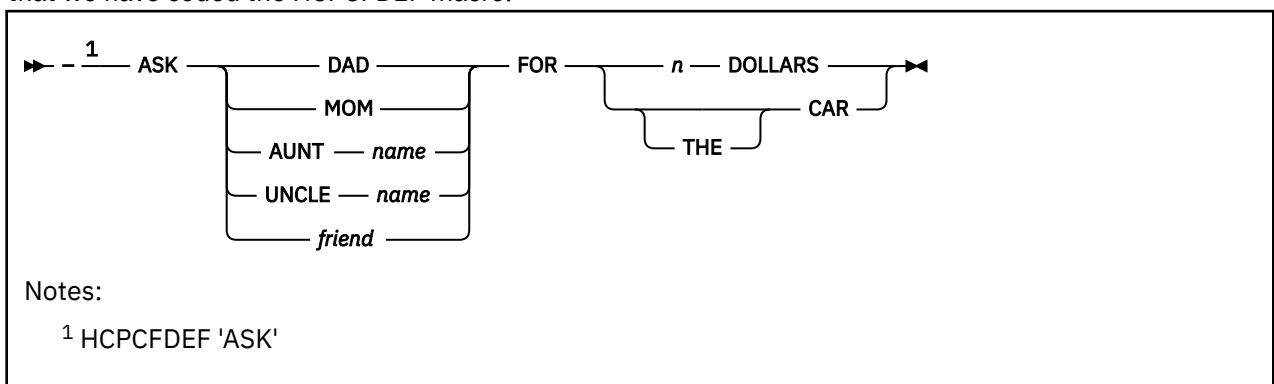 that we have coded the HCPCFDEF macro:
1
ASK DAD FOR n DOLLARS
MOM CAR
AUNT name THE
UNCLE name
friend
Notes:
1 HCPCFDEF 'ASK'